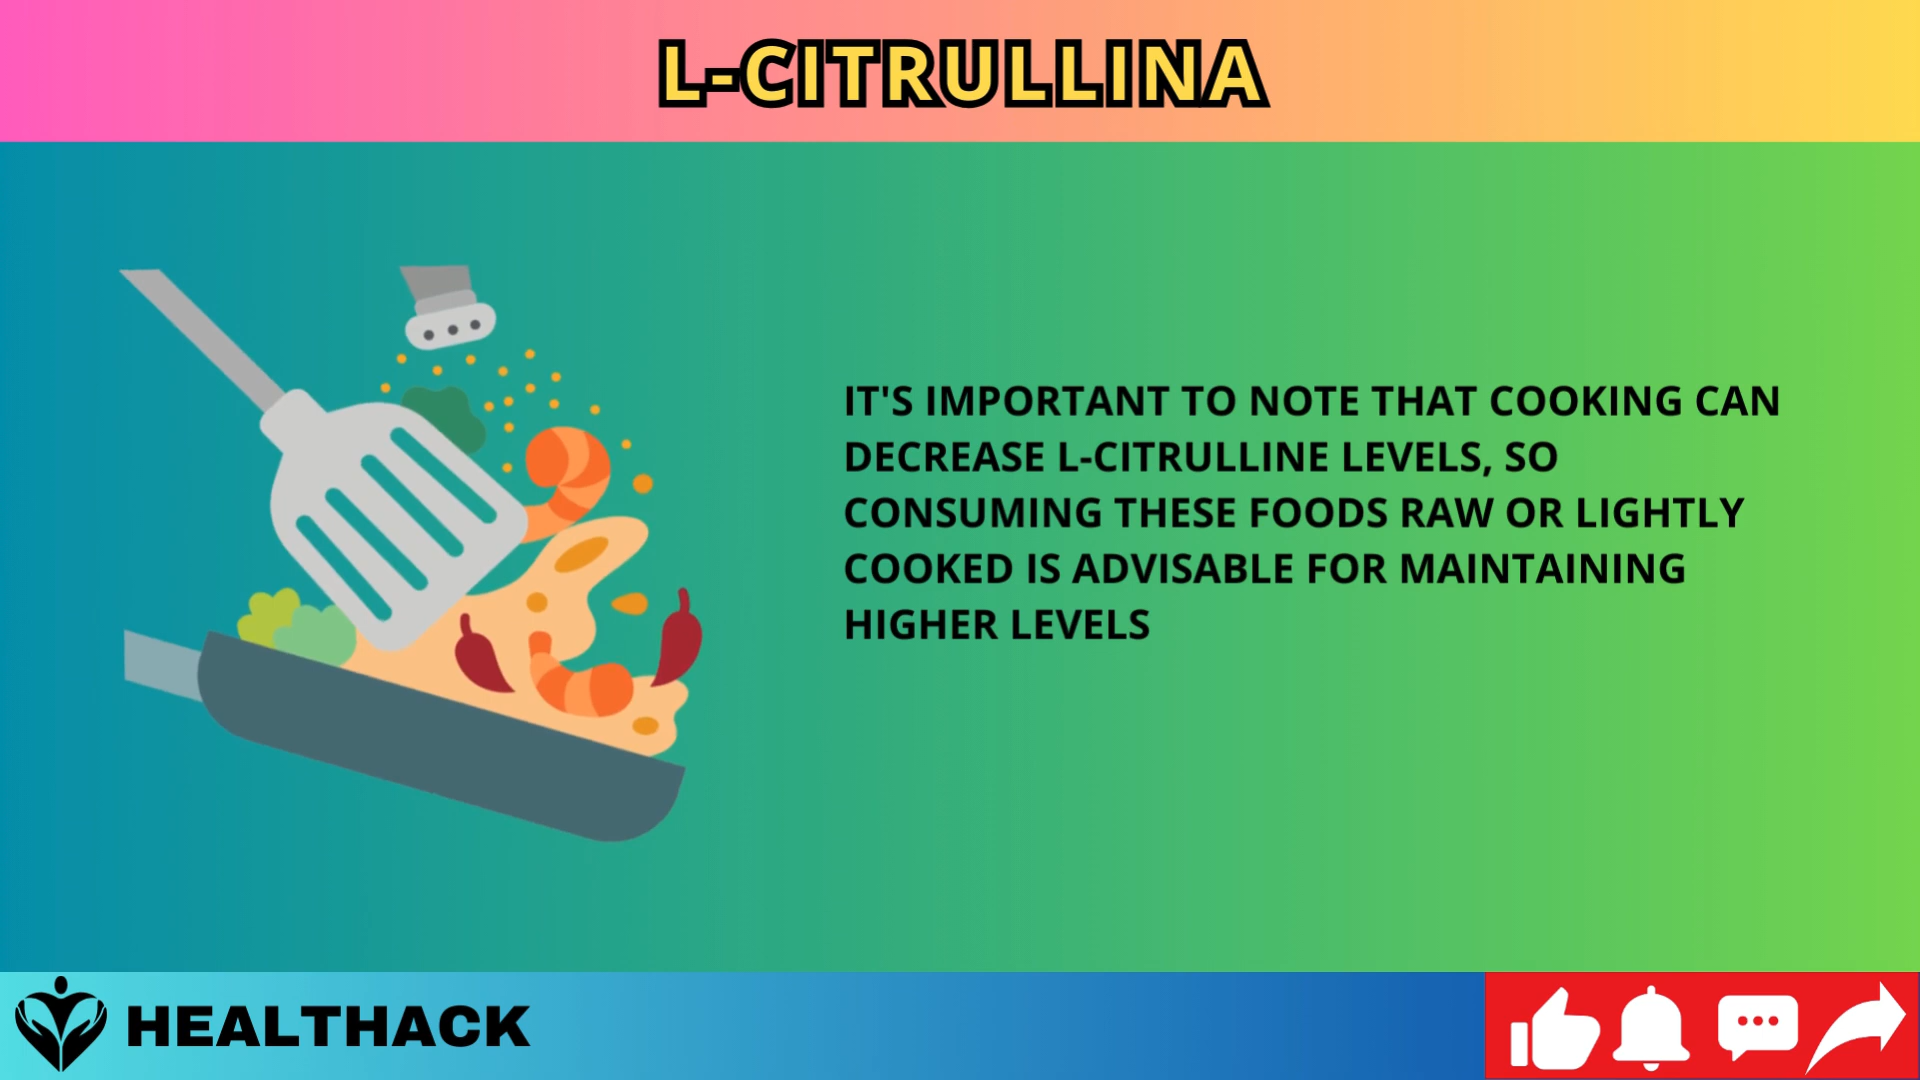 L-CITRULLINA
IT'S IMPORTANT TO NOTE THAT COOKING CAN
DECREASE L-CITRULLINE LEVELS, SO
CONSUMING THESE FOODS RAW OR LIGHTLY
COOKED IS ADVISABLE FOR MAINTAINING
HIGHER LEVELS
HEALTHACK